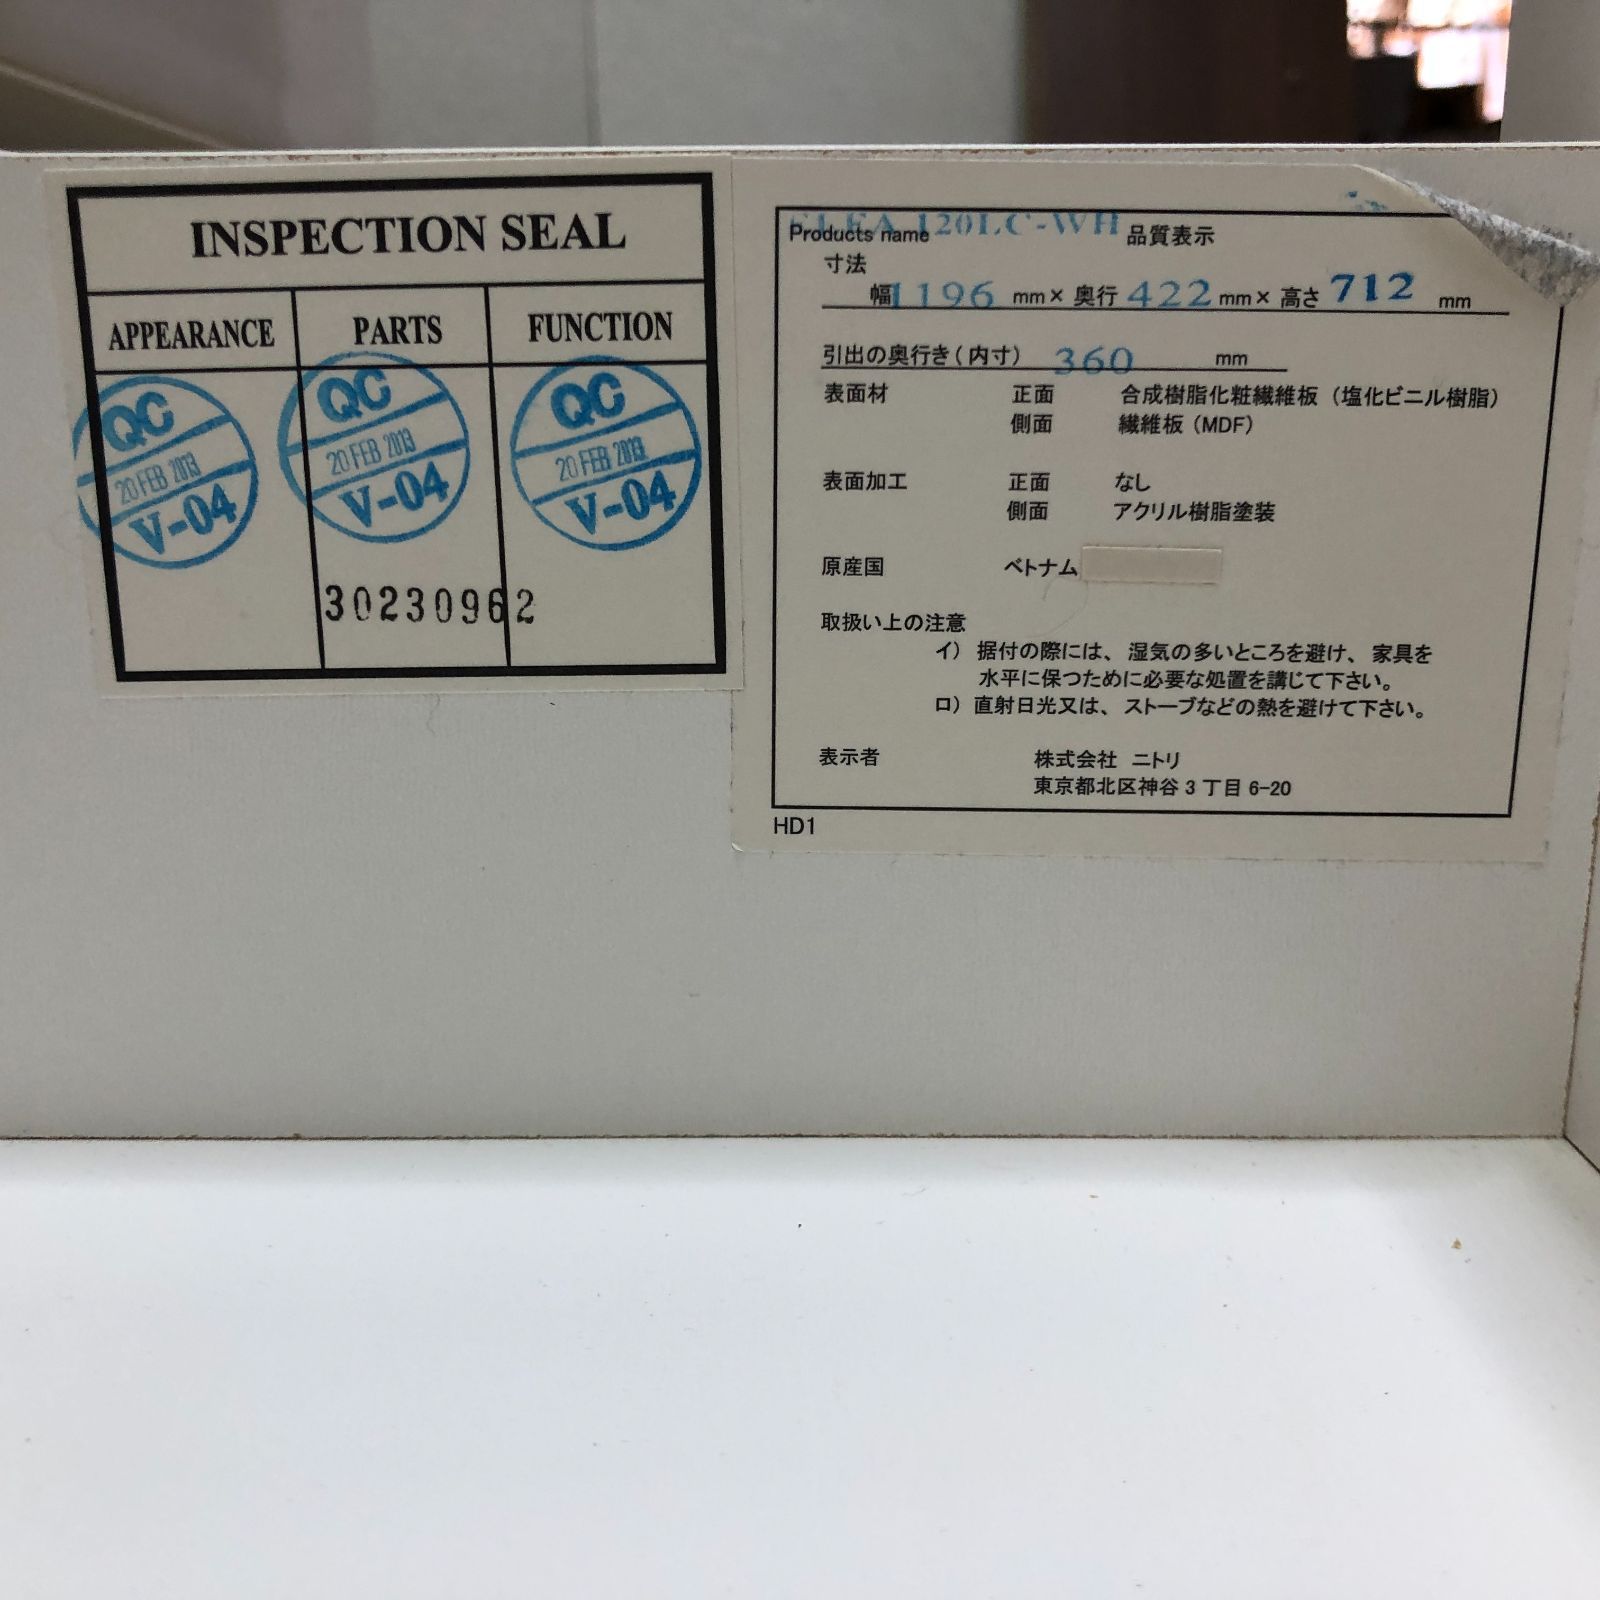 INSPECTION SEAL
APPEARANCE PARTS FUNCTION
QC QC QC
20 FEB 2013 20 FEB 2013 20 FEB 2013
V-04 V-04 V-04
30230962
ELEA 120LC-WH
Products name 品質表示
寸法
幅 1196 mm× 奥行 422 mm× 高さ 712 mm
引出の奥行き(内寸) 360 mm
表面材 正面 合成樹脂化粧繊維板 (塩化ビニル樹脂)
側面 繊維板 (MDF)
表面加工 正面 なし
側面 アクリル樹脂塗装
原産国 ベトナム
取扱い上の注意
イ) 据付の際には、湿気の多いところを避け、家具を
水平に保つために必要な処置を講じて下さい。
ロ) 直射日光又は、ストーブなどの熱を避けて下さい。
表示者 株式会社 ニトリ
東京都北区神谷3丁目6-20
HD1